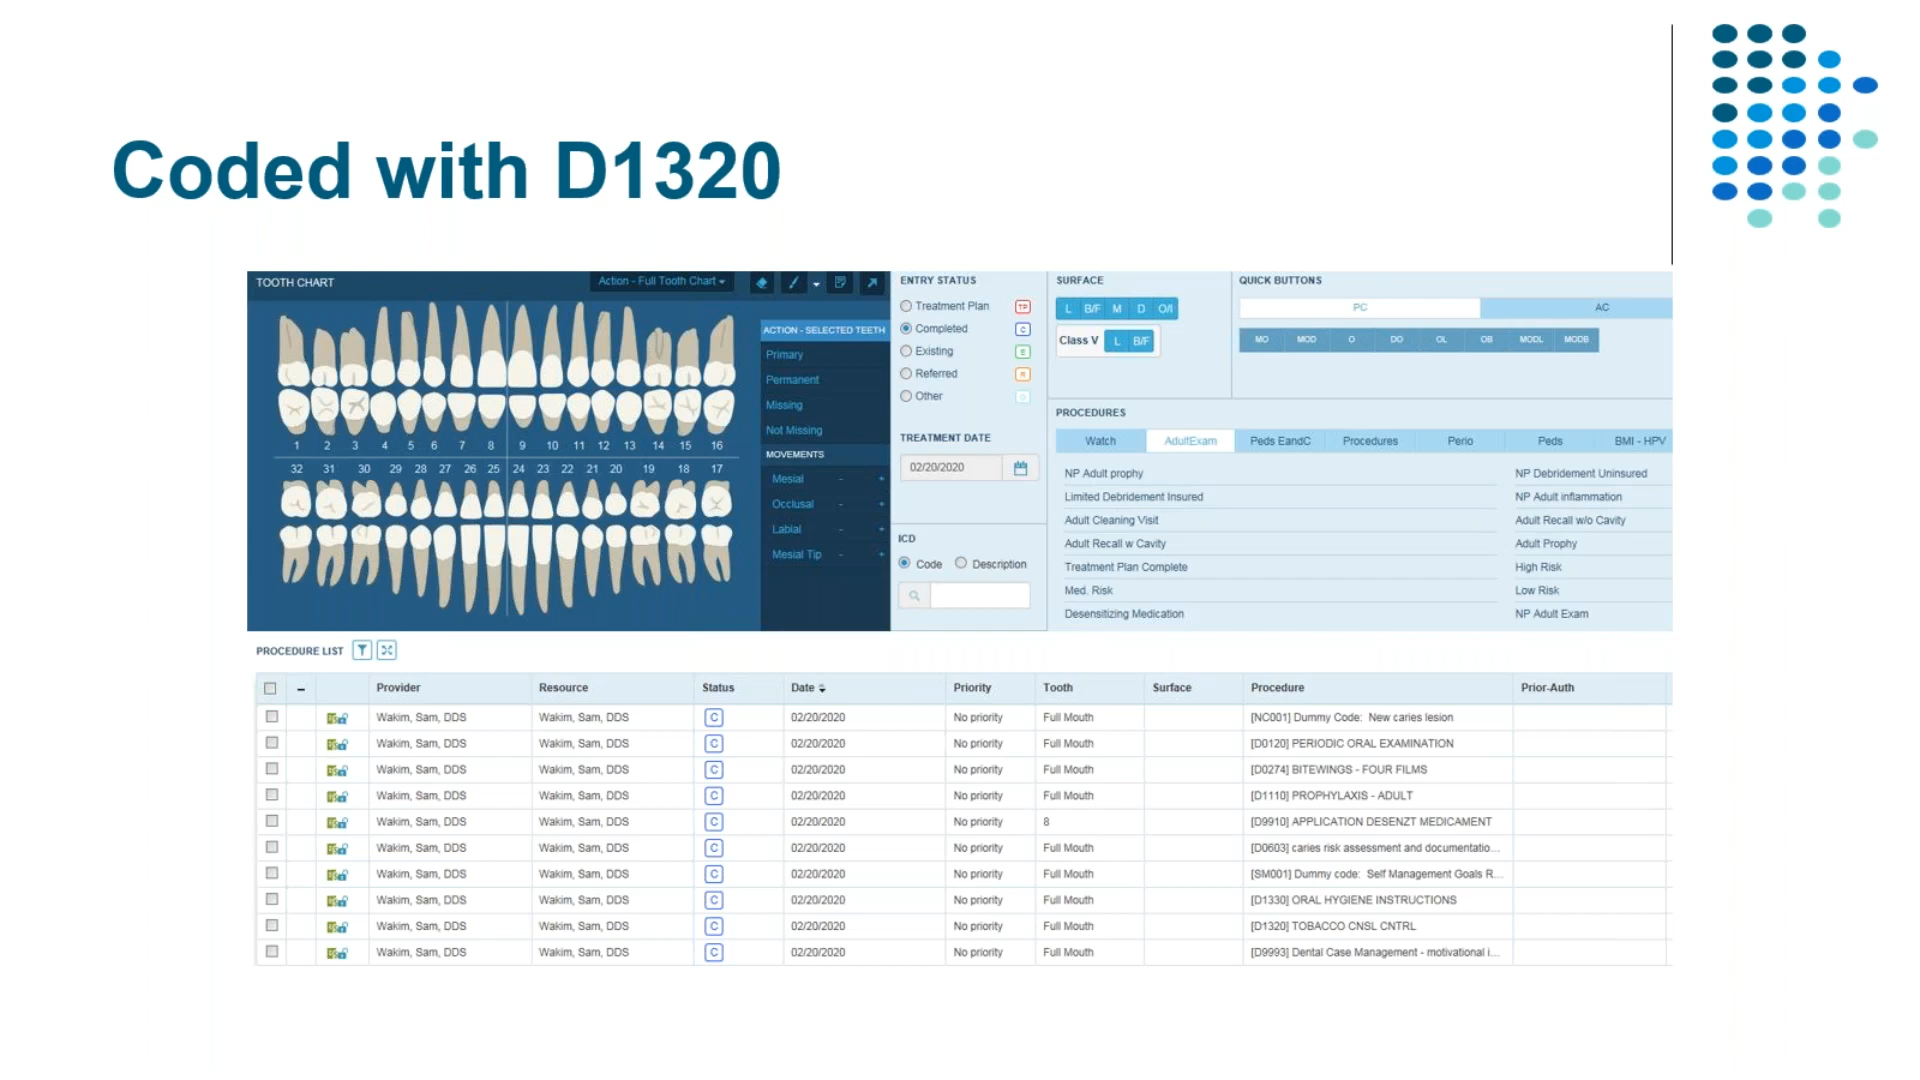 Coded with D1320
TOOTH CHART
Action - Full Tooth Chart
ACTION - SELECTED TEETH
Primary
Permanent
Missing
Not Missing
MOVEMENTS
Mesial - +
Occlusal - +
Labial - +
Mesial Tip - +
1 2 3 4 5 6 7 8 9 10 11 12 13 14 15 16
32 31 30 29 28 27 26 25 24 23 22 21 20 19 18 17
ENTRY STATUS
Treatment Plan TP
Completed C
Existing E
Referred R
Other
TREATMENT DATE
02/20/2020
ICD
Code Description
SURFACE
L B/F M D O/I
Class V L B/F
QUICK BUTTONS
PC AC
MO MOD O DO OL OB MODL MODB
PROCEDURES
Watch AdultExam Peds EandC Procedures Perio Peds BMI - HPV
NP Adult prophy NP Debridement Uninsured
Limited Debridement Insured NP Adult inflammation
Adult Cleaning Visit Adult Recall w/o Cavity
Adult Recall w Cavity Adult Prophy
Treatment Plan Complete High Risk
Med. Risk Low Risk
Desensitizing Medication NP Adult Exam
PROCEDURE LIST
Provider Resource Status Date Priority Tooth Surface Procedure Prior-Auth
Wakim, Sam, DDS Wakim, Sam, DDS C 02/20/2020 No priority Full Mouth [NC001] Dummy Code: New caries lesion
Wakim, Sam, DDS Wakim, Sam, DDS C 02/20/2020 No priority Full Mouth [D0120] PERIODIC ORAL EXAMINATION
Wakim, Sam, DDS Wakim, Sam, DDS C 02/20/2020 No priority Full Mouth [D0274] BITEWINGS - FOUR FILMS
Wakim, Sam, DDS Wakim, Sam, DDS C 02/20/2020 No priority Full Mouth [D1110] PROPHYLAXIS - ADULT
Wakim, Sam, DDS Wakim, Sam, DDS C 02/20/2020 No priority 8 [D9910] APPLICATION DESENZT MEDICAMENT
Wakim, Sam, DDS Wakim, Sam, DDS C 02/20/2020 No priority Full Mouth [D0603] caries risk assessment and documentatio...
Wakim, Sam, DDS Wakim, Sam, DDS C 02/20/2020 No priority Full Mouth [SM001] Dummy code: Self Management Goals R...
Wakim, Sam, DDS Wakim, Sam, DDS C 02/20/2020 No priority Full Mouth [D1330] ORAL HYGIENE INSTRUCTIONS
Wakim, Sam, DDS Wakim, Sam, DDS C 02/20/2020 No priority Full Mouth [D1320] TOBACCO CNSL CNTRL
Wakim, Sam, DDS Wakim, Sam, DDS C 02/20/2020 No priority Full Mouth [D9993] Dental Case Management - motivational i...